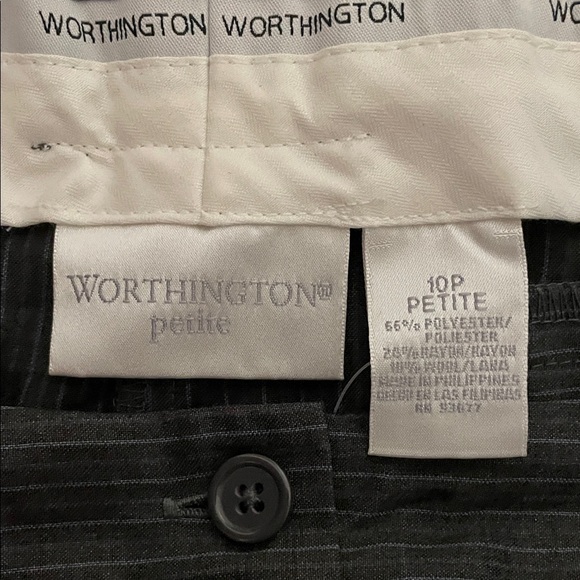 WORTHINGTON WORTHINGTON WO
WORTHINGTON®
petite
10P
PETITE
66% POLYESTER/
POLIESTER
24% RAYON/RAYON
10% WOOL/LANA
MADE IN PHILIPPINES
HECHO EN LAS FILIPINAS
RN 93677